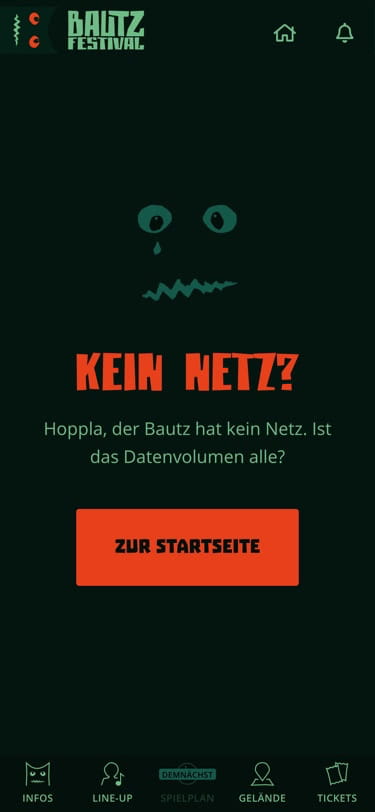 BAUTZ
FESTIVAL
KEIN NETZ?
Hoppla, der Bautz hat kein Netz. Ist
das Datenvolumen alle?
ZUR STARTSEITE
DEMNÄCHST
INFOS
LINE-UP
SPIELPLAN
GELÄNDE
TICKETS